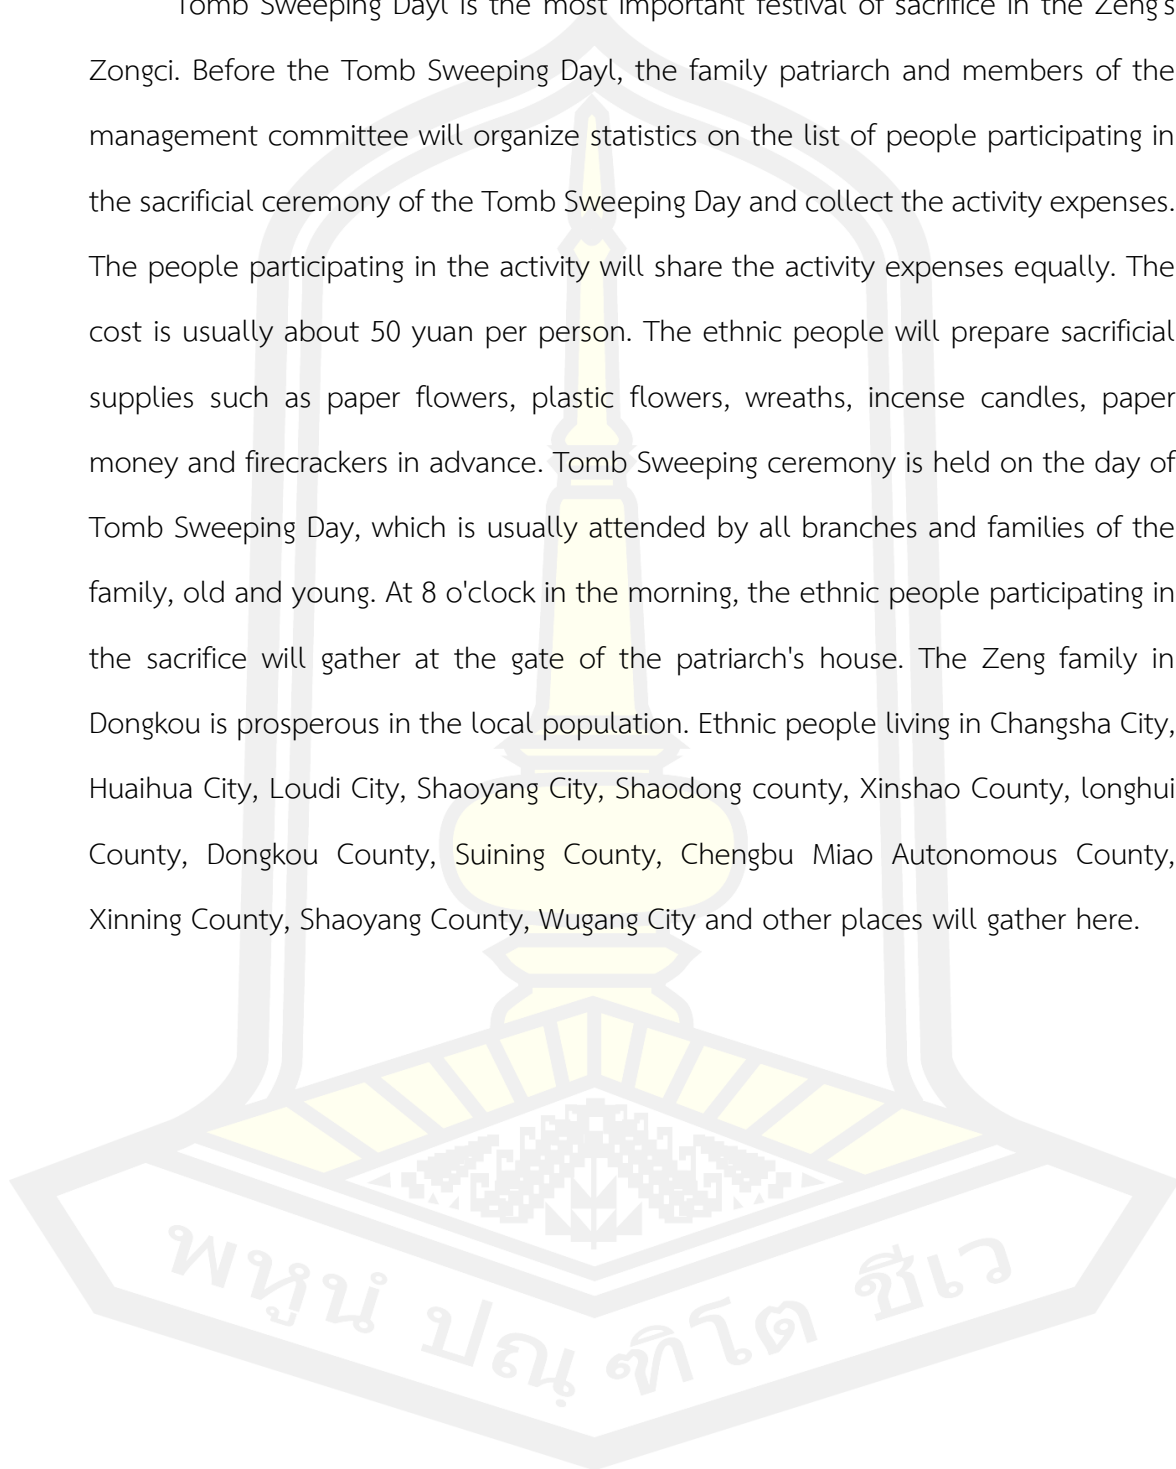 Tomb Sweeping Dayl is the most important festival of sacrifice in the Zeng's
Zongci. Before the Tomb Sweeping Dayl, the family patriarch and members of the
management committee will organize statistics on the list of people participating in
the sacrificial ceremony of the Tomb Sweeping Day and collect the activity expenses.
The people participating in the activity will share the activity expenses equally. The
cost is usually about 50 yuan per person. The ethnic people will prepare sacrificial
supplies such as paper flowers, plastic flowers, wreaths, incense candles, paper
money and firecrackers in advance. Tomb Sweeping ceremony is held on the day of
Tomb Sweeping Day, which is usually attended by all branches and families of the
family, old and young. At 8 o'clock in the morning, the ethnic people participating in
the sacrifice will gather at the gate of the patriarch's house. The Zeng family in
Dongkou is prosperous in the local population. Ethnic people living in Changsha City,
Huaihua City, Loudi City, Shaoyang City, Shaodong county, Xinshao County, longhui
County, Dongkou County, Suining County, Chengbu Miao Autonomous County,
Xinning County, Shaoyang County, Wugang City and other places will gather here.
พหูนํ ปณฺฑิโต ชีเว